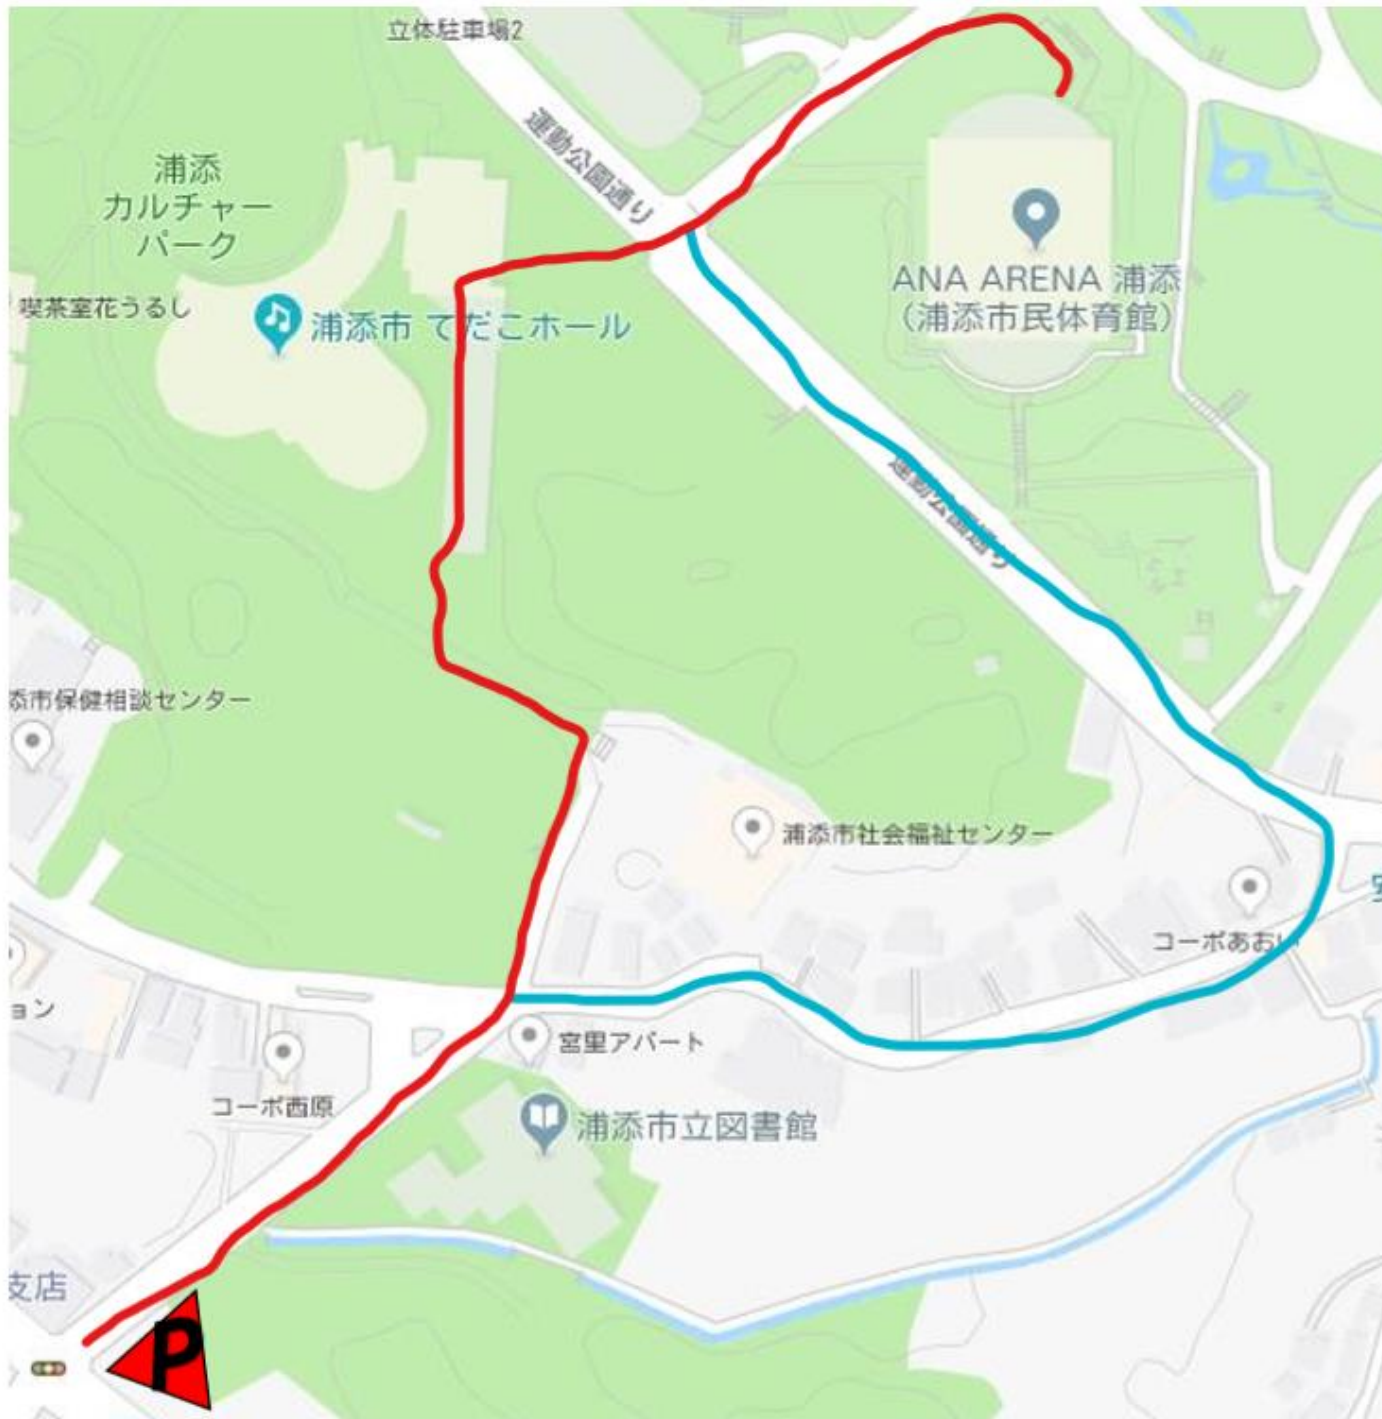 立体駐車場2
運動公園通り
浦添
カルチャー
パーク
ANA ARENA 浦添
(浦添市民体育館)
喫茶室花うるし
浦添市 てだこホール
運動公園通り
添市保健相談センター
浦添市社会福祉センター
コーポあおい
ョン
宮里アパート
コーポ西原
浦添市立図書館
支店
P